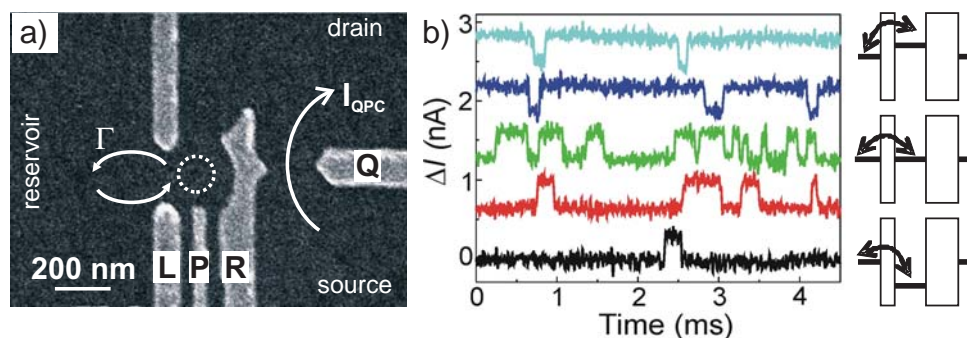 a)
drain
I_QPC
Γ
reservoir
Q
L P R
200 nm
source
b)
ΔI (nA)
3
2
1
0
0 1 2 3 4
Time (ms)